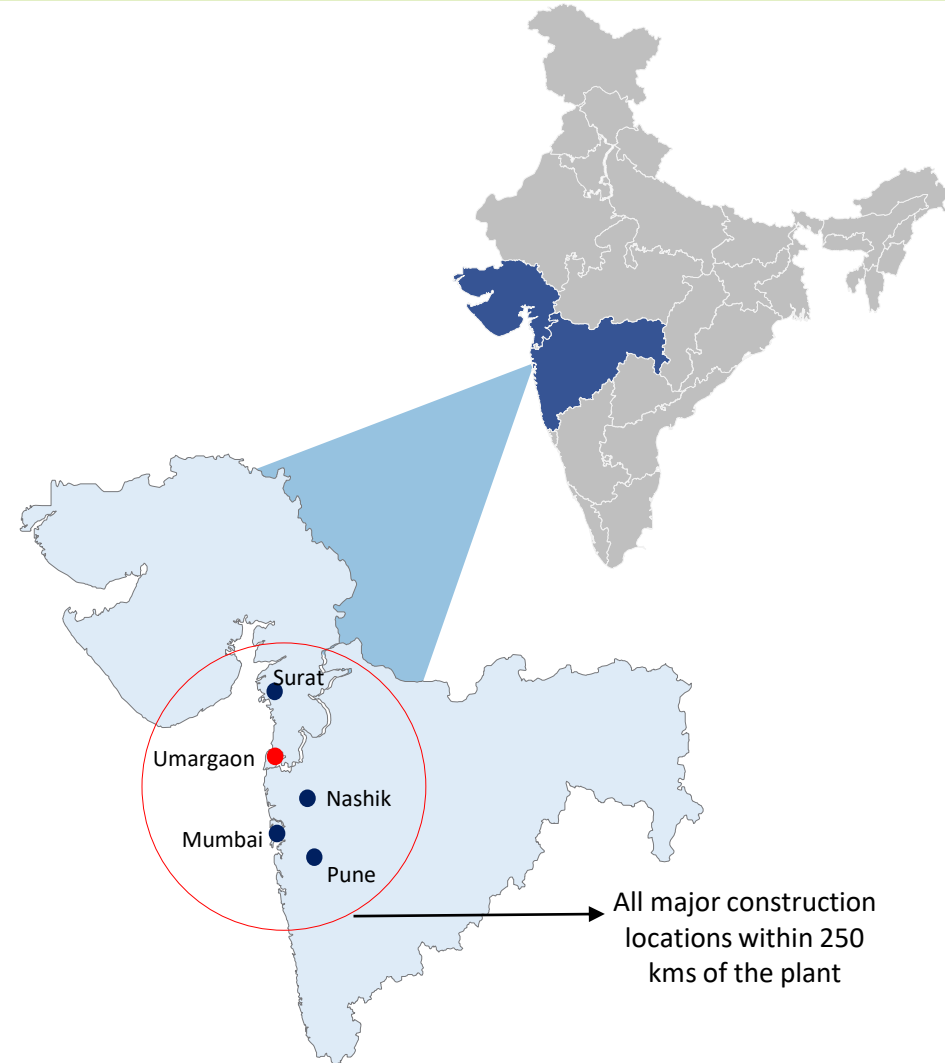 Surat
Umargaon
Nashik
Mumbai
Pune
All major construction
locations within 250
kms of the plant